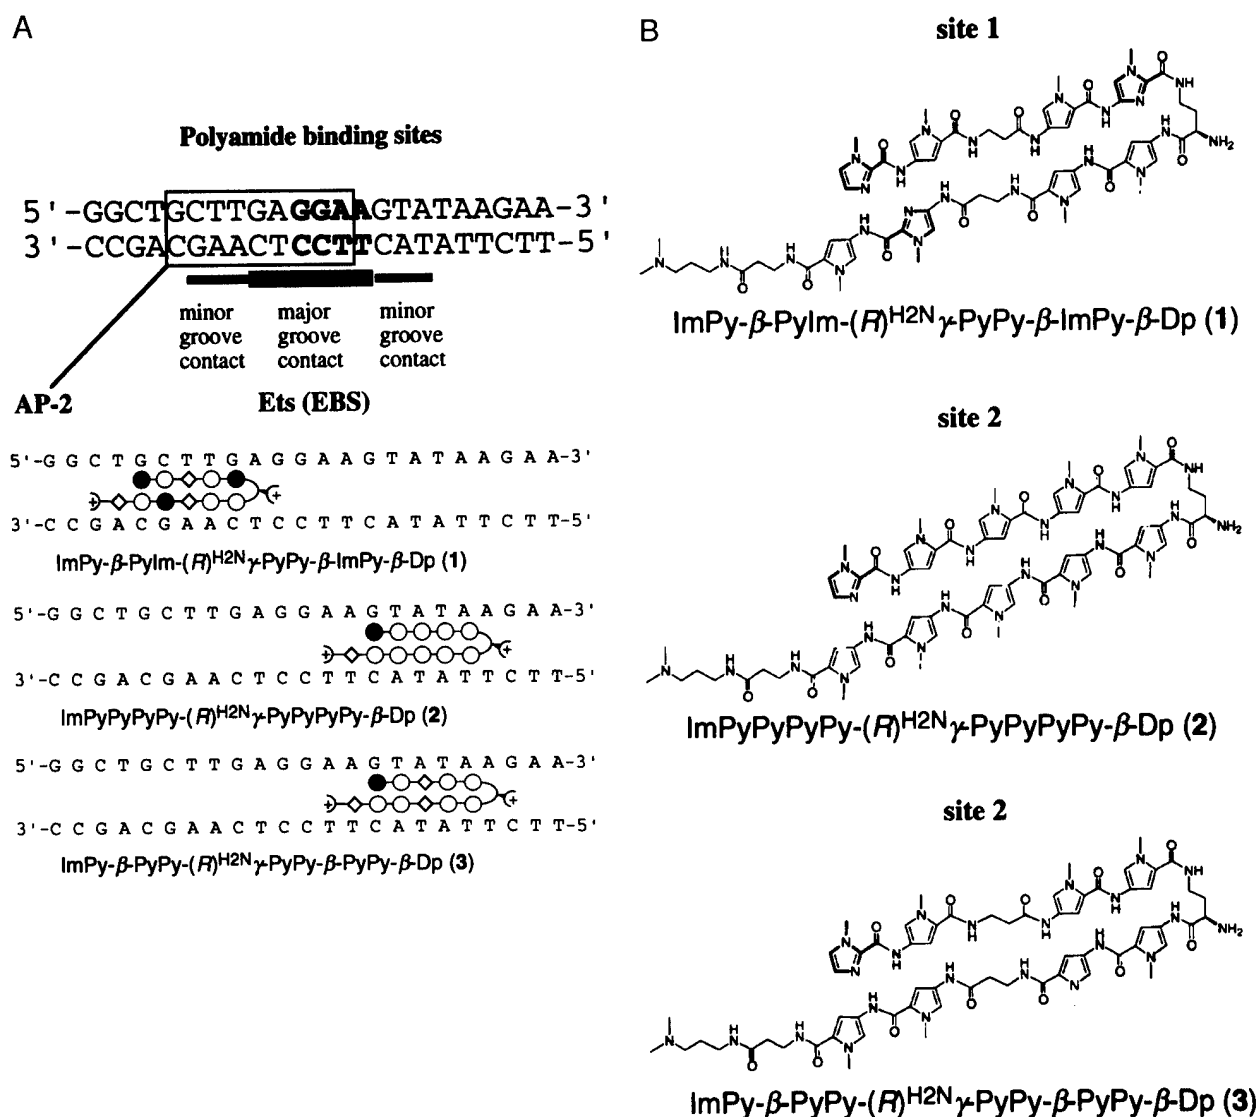 A
Polyamide binding sites
5'-GGCTGCTTGAGGAAGTATAAGAA-3'
3'-CCGACGAACTCCTTCATATTCTT-5'
minor groove contact
major groove contact
minor groove contact
AP-2
Ets (EBS)
5'-G G C T G C T T G A G G A A G T A T A A G A A-3'
3'-C C G A C G A A C T C C T T C A T A T T C T T-5'
ImPy-β-PyIm-(R)H2Nγ-PyPy-β-ImPy-β-Dp (1)
5'-G G C T G C T T G A G G A A G T A T A A G A A-3'
3'-C C G A C G A A C T C C T T C A T A T T C T T-5'
ImPyPyPyPy-(R)H2Nγ-PyPyPyPy-β-Dp (2)
5'-G G C T G C T T G A G G A A G T A T A A G A A-3'
3'-C C G A C G A A C T C C T T C A T A T T C T T-5'
ImPy-β-PyPy-(R)H2Nγ-PyPy-β-PyPy-β-Dp (3)
B
site 1
ImPy-β-PyIm-(R)H2Nγ-PyPy-β-ImPy-β-Dp (1)
site 2
ImPyPyPyPy-(R)H2Nγ-PyPyPyPy-β-Dp (2)
site 2
ImPy-β-PyPy-(R)H2Nγ-PyPy-β-PyPy-β-Dp (3)